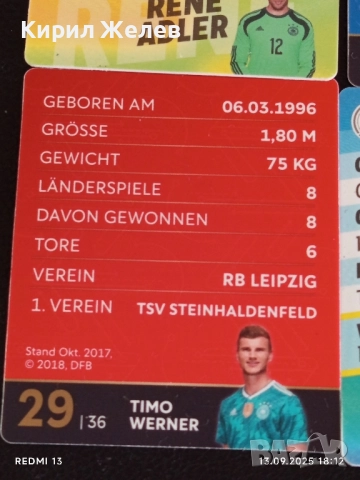 Кирил Желев
RENE
ADLER
12
GEBOREN AM 06.03.1996
GRÖSSE 1,80 M
GEWICHT 75 KG
LÄNDERSPIELE 8
DAVON GEWONNEN 8
TORE 6
VEREIN RB LEIPZIG
1. VEREIN TSV STEINHALDENFELD
Stand Okt. 2017,
© 2018, DFB
29 | 36 TIMO
WERNER
REDMI 13
13.09.2025 18:12